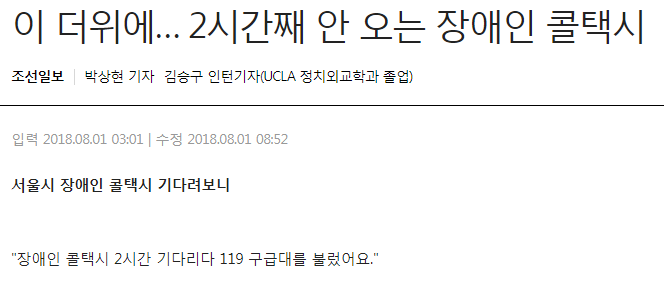 이 더위에... 2시간째 안 오는 장애인 콜택시
조선일보 | 박상현 기자 김승구 인턴기자(UCLA 정치외교학과 졸업)
입력 2018.08.01 03:01 | 수정 2018.08.01 08:52
서울시 장애인 콜택시 기다려보니
"장애인 콜택시 2시간 기다리다 119 구급대를 불렀어요."